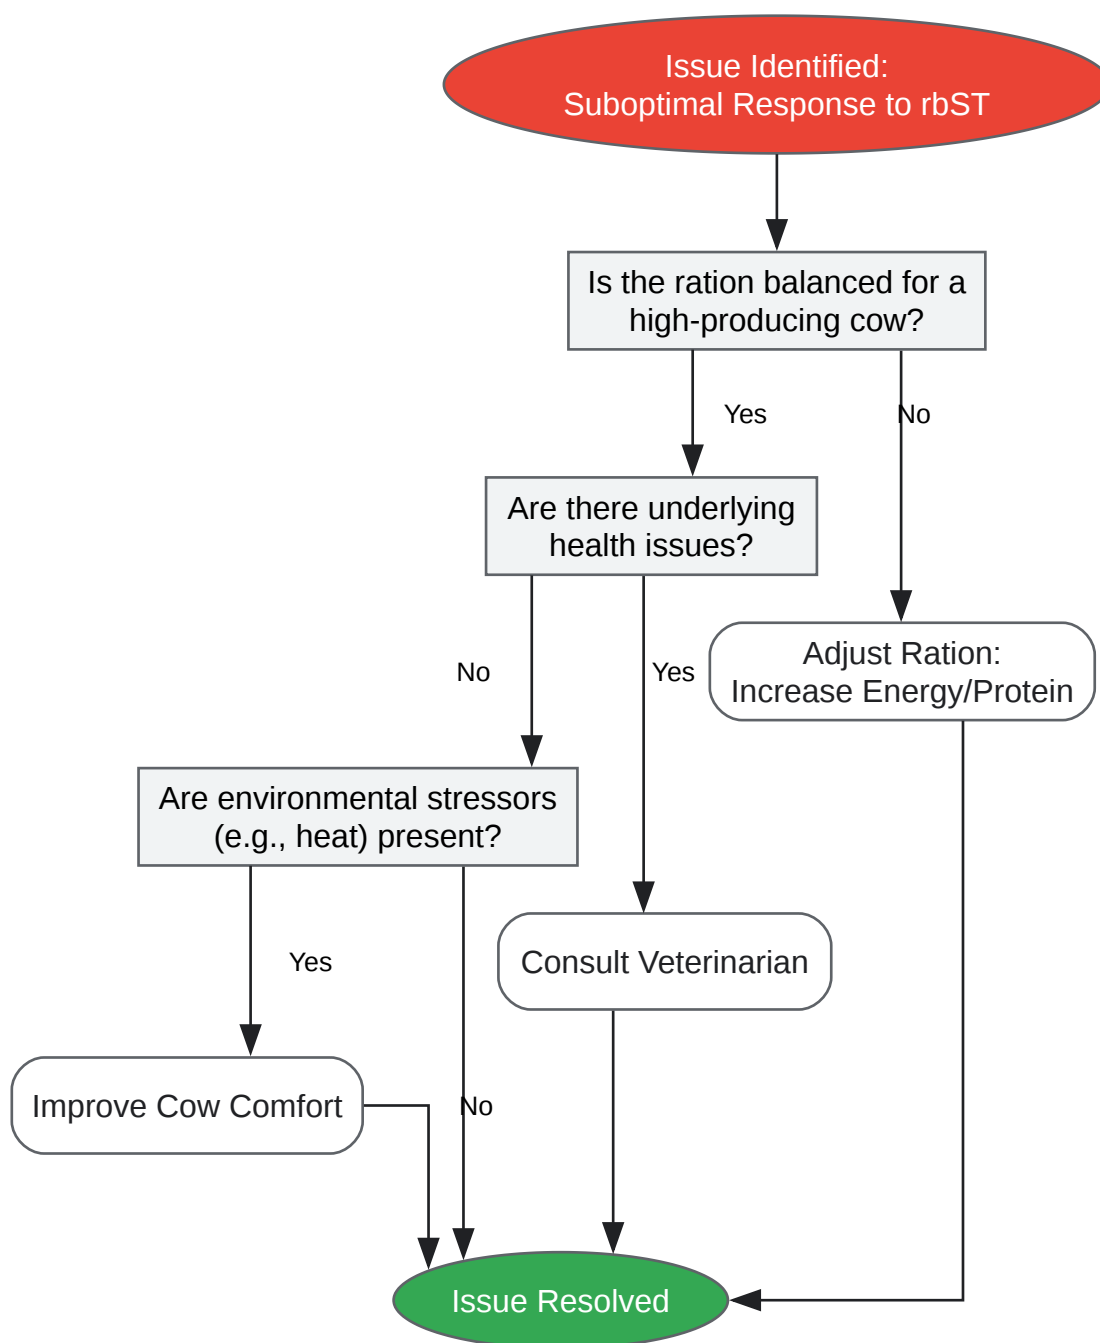 Issue Identified:
Suboptimal Response to rbST
Is the ration balanced for a
high-producing cow?
Yes
No
Are there underlying
health issues?
No
Yes
Adjust Ration:
Increase Energy/Protein
Are environmental stressors
(e.g., heat) present?
Yes
Consult Veterinarian
Improve Cow Comfort
No
Issue Resolved